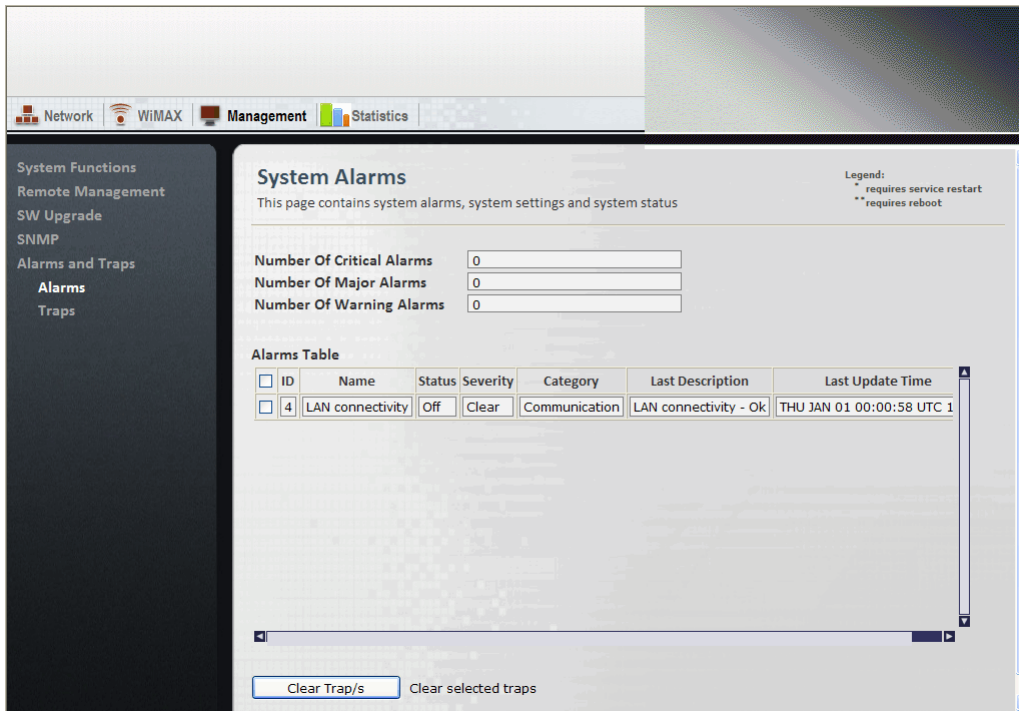 Network WiMAX Management Statistics
System Functions
Remote Management
SW Upgrade
SNMP
Alarms and Traps
Alarms
Traps
System Alarms
This page contains system alarms, system settings and system status
Legend:
* requires service restart
** requires reboot
Number Of Critical Alarms 0
Number Of Major Alarms 0
Number Of Warning Alarms 0
Alarms Table
ID Name Status Severity Category Last Description Last Update Time
4 LAN connectivity Off Clear Communication LAN connectivity - Ok THU JAN 01 00:00:58 UTC 1
Clear Trap/s Clear selected traps